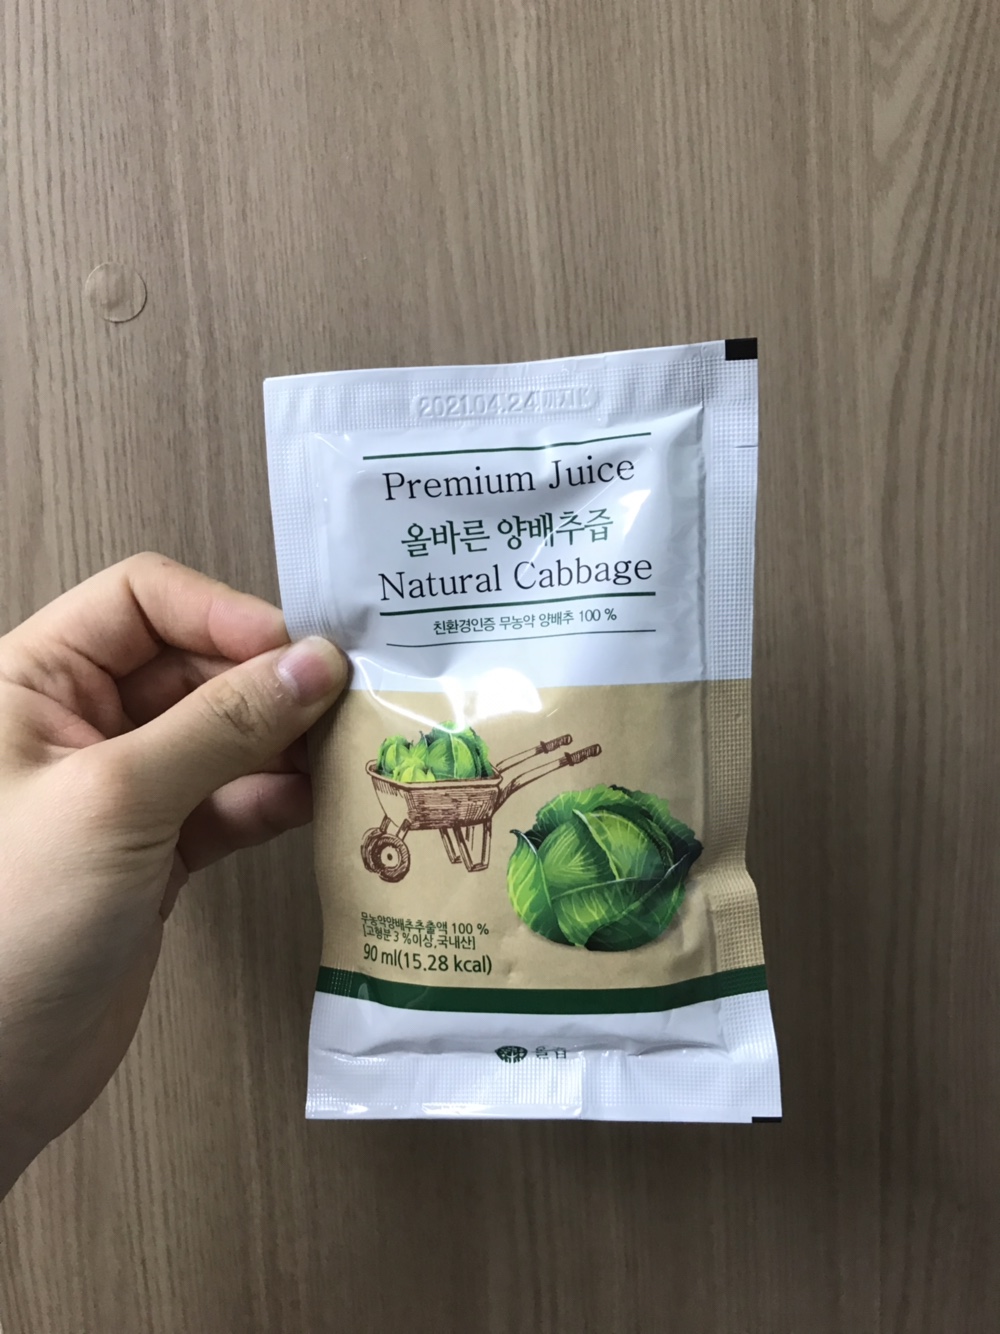 2021.04.24까지
Premium Juice
올바른 양배추즙
Natural Cabbage
친환경인증 무농약 양배추 100 %
무농약양배추추출액 100 %
[고형분 3 %이상,국내산]
90 ml(15.28 kcal)